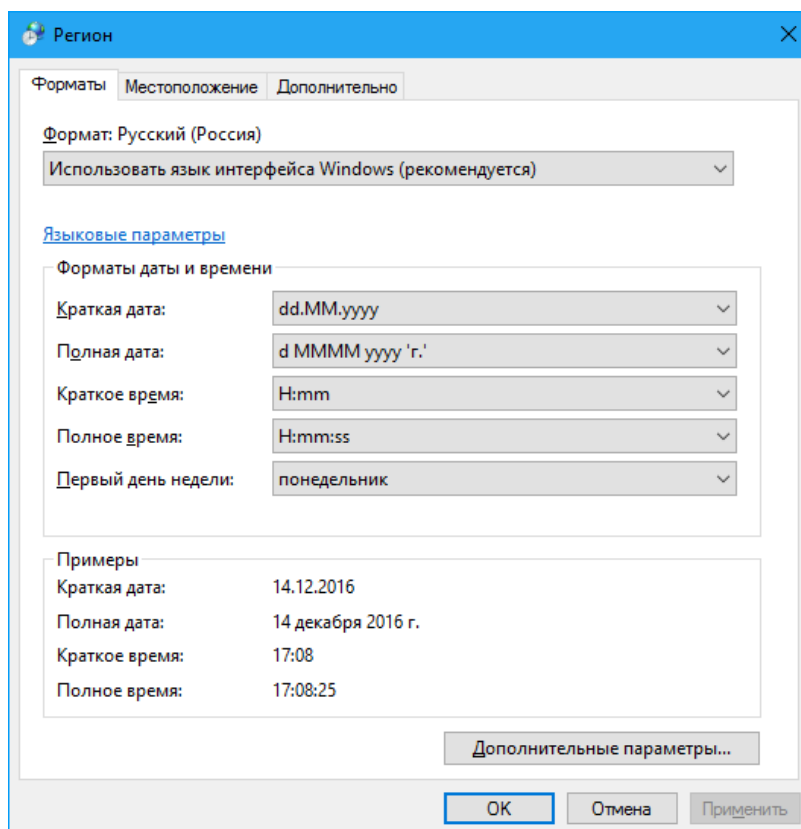 Регион
Форматы Местоположение Дополнительно
Формат: Русский (Россия)
Использовать язык интерфейса Windows (рекомендуется)
Языковые параметры
Форматы даты и времени
Краткая дата: dd.MM.yyyy
Полная дата: d MMMM yyyy 'г.'
Краткое время: H:mm
Полное время: H:mm:ss
Первый день недели: понедельник
Примеры
Краткая дата: 14.12.2016
Полная дата: 14 декабря 2016 г.
Краткое время: 17:08
Полное время: 17:08:25
Дополнительные параметры...
ОК Отмена Применить